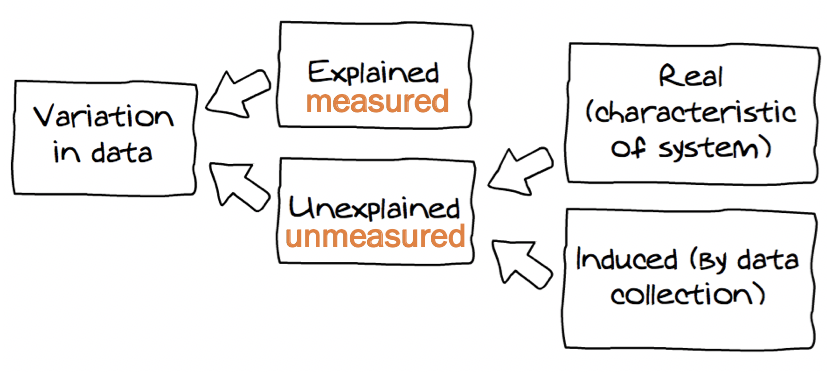 Variation
in data
Explained
measured
Unexplained
unmeasured
Real
(characteristic
of system)
Induced (By data
collection)